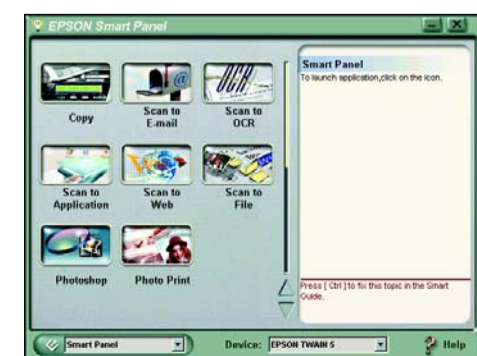 EPSON Smart Panel
Copy
Scan to
E-mail
Scan to
OCR
Scan to
Application
Scan to
Web
Scan to
File
Photoshop
Photo Print
Smart Panel
To launch application,click on the icon.
Press [ Ctrl ]to fix this topic in the Smart
Guide.
Smart Panel
Device: EPSON TWAIN 5
Help